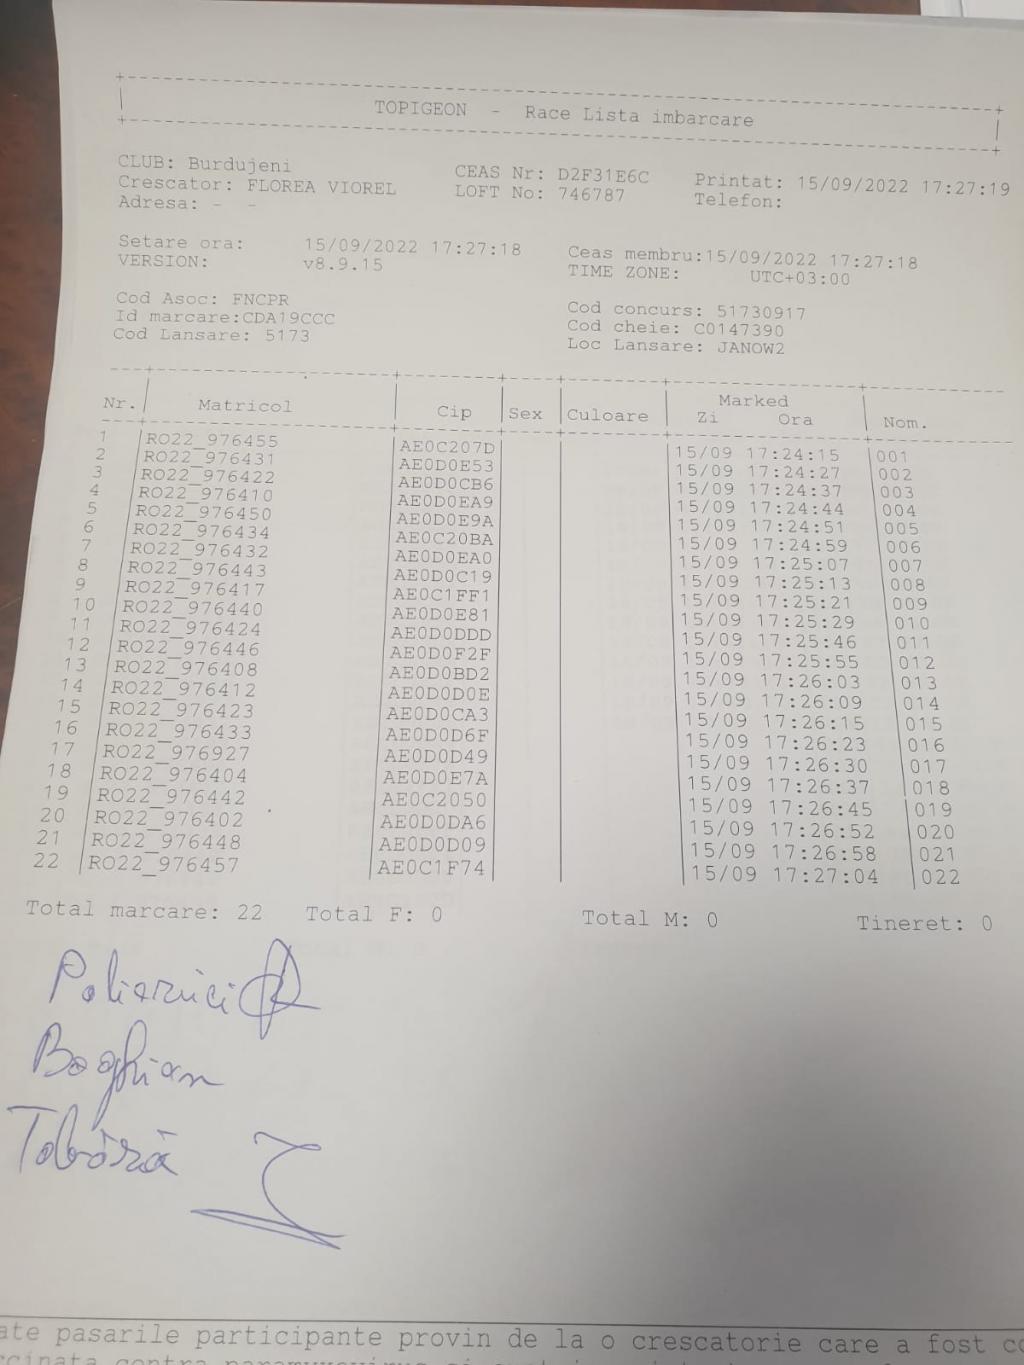 TOPIGEON - Race Lista imbarcare
CLUB: Burdujeni
CEAS Nr: D2F31E6C
Printat: 15/09/2022 17:27:19
Crescator: FLOREA VIOREL
LOFT No: 746787
Telefon:
Adresa: - -
Setare ora: 15/09/2022 17:27:18
Ceas membru:15/09/2022 17:27:18
VERSION: v8.9.15
TIME ZONE: UTC+03:00
Cod Asoc: FNCPR
Cod concurs: 51730917
Id marcare:CDA19CCC
Cod cheie: C0147390
Cod Lansare: 5173
Loc Lansare: JANOW2
Nr. Matricol Cip Sex Culoare Marked Zi Ora Nom.
1 RO22_976455 AE0C207D 15/09 17:24:15 001
2 RO22_976431 AE0D0E53 15/09 17:24:27 002
3 RO22_976422 AE0D0CB6 15/09 17:24:37 003
4 RO22_976410 AE0D0EA9 15/09 17:24:44 004
5 RO22_976450 AE0D0E9A 15/09 17:24:51 005
6 RO22_976434 AE0C20BA 15/09 17:24:59 006
7 RO22_976432 AE0D0EA0 15/09 17:25:07 007
8 RO22_976443 AE0D0C19 15/09 17:25:13 008
9 RO22_976417 AE0C1FF1 15/09 17:25:21 009
10 RO22_976440 AE0D0E81 15/09 17:25:29 010
11 RO22_976424 AE0D0DDD 15/09 17:25:46 011
12 RO22_976446 AE0D0F2F 15/09 17:25:55 012
13 RO22_976408 AE0D0BD2 15/09 17:26:03 013
14 RO22_976412 AE0D0D0E 15/09 17:26:09 014
15 RO22_976423 AE0D0CA3 15/09 17:26:15 015
16 RO22_976433 AE0D0D6F 15/09 17:26:23 016
17 RO22_976927 AE0D0D49 15/09 17:26:30 017
18 RO22_976404 AE0D0E7A 15/09 17:26:37 018
19 RO22_976442 AE0C2050 15/09 17:26:45 019
20 RO22_976402 AE0D0DA6 15/09 17:26:52 020
21 RO22_976448 AE0D0D09 15/09 17:26:58 021
22 RO22_976457 AE0C1F74 15/09 17:27:04 022
Total marcare: 22 Total F: 0 Total M: 0 Tineret: 0
Boghian
ate pasarile participante provin de la o crescatorie care a fost